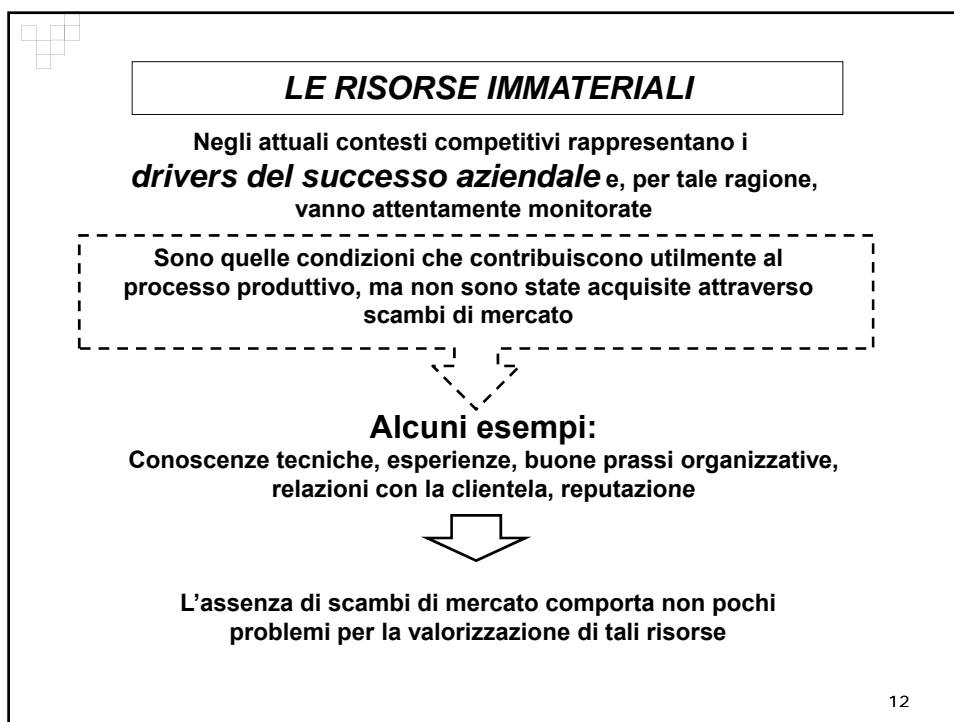 LE RISORSE IMMATERIALI
Negli attuali contesti competitivi rappresentano i
drivers del successo aziendale e, per tale ragione,
vanno attentamente monitorate
Sono quelle condizioni che contribuiscono utilmente al
processo produttivo, ma non sono state acquisite attraverso
scambi di mercato
Alcuni esempi:
Conoscenze tecniche, esperienze, buone prassi organizzative,
relazioni con la clientela, reputazione
L'assenza di scambi di mercato comporta non pochi
problemi per la valorizzazione di tali risorse
12